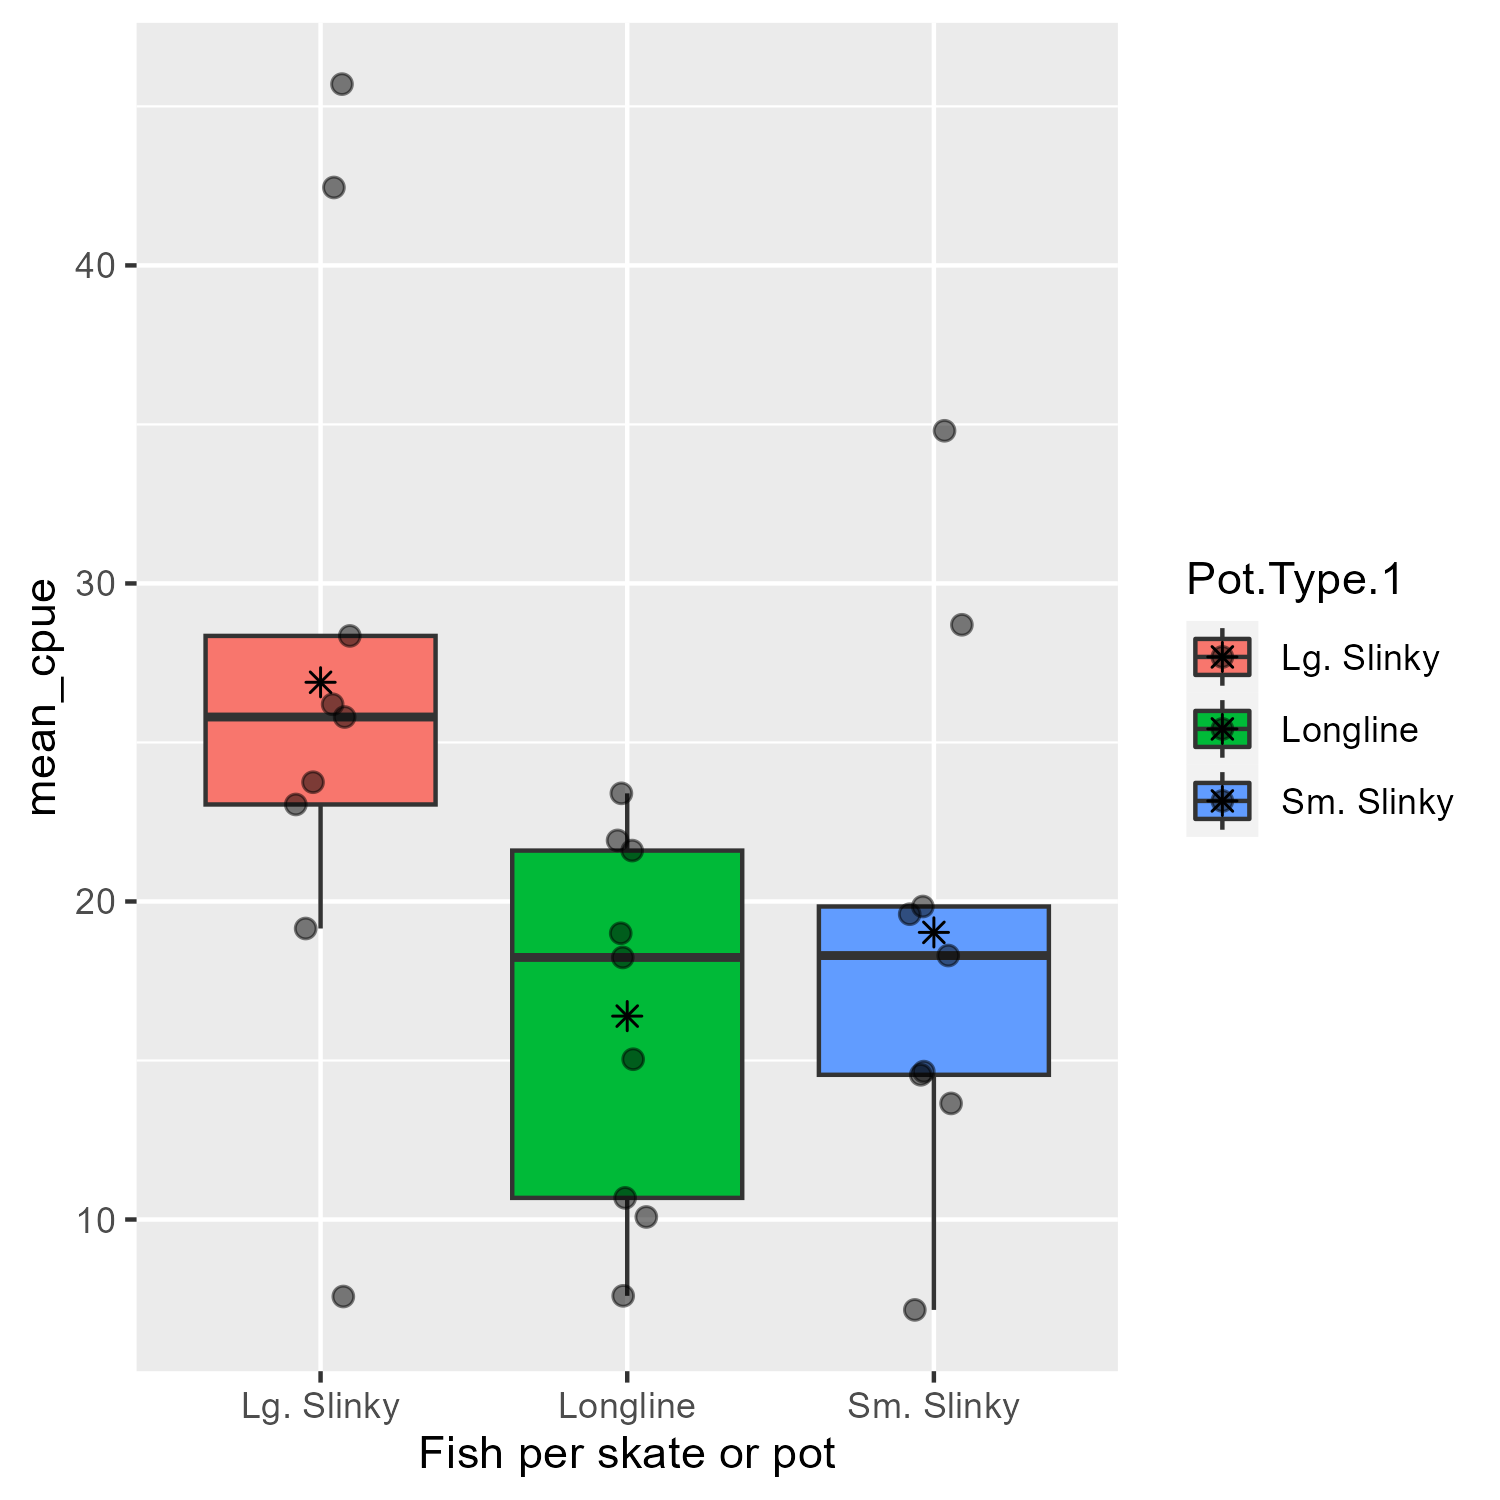 mean_cpue
40
30
20
10
Lg. Slinky Longline Sm. Slinky
Fish per skate or pot
Pot.Type.1
Lg. Slinky
Longline
Sm. Slinky